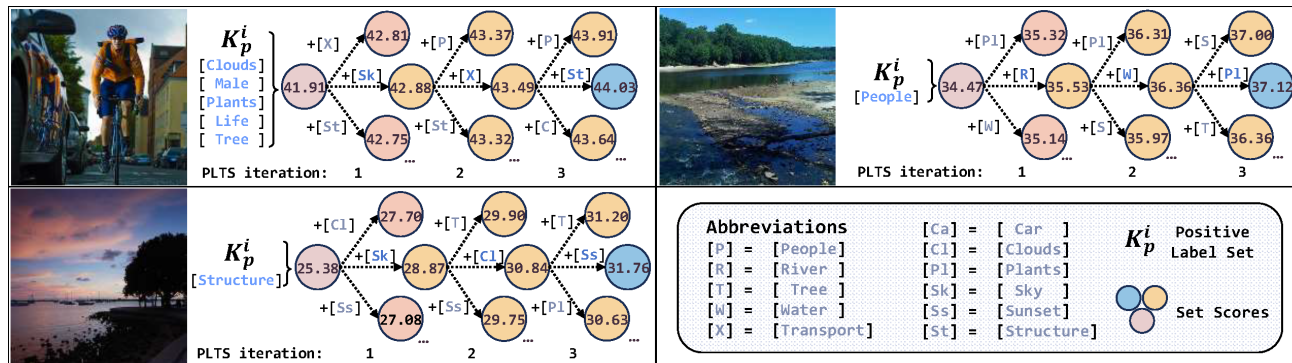 K_p^i
[Clouds]
[ Male ]
[Plants]
[ Life ]
[ Tree ]
41.91
+[X]
42.81
+[Sk]
42.88
+[St]
42.75
...
+[P]
43.37
+[X]
43.49
+[St]
43.32
...
+[P]
43.91
+[St]
44.03
+[C]
43.64
...
PLTS iteration: 1 2 3
K_p^i
[People]
34.47
+[Pl]
35.32
+[R]
35.53
+[W]
35.14
...
+[Pl]
36.31
+[W]
36.36
+[S]
35.97
...
+[S]
37.00
+[Pl]
37.12
+[T]
36.36
...
PLTS iteration: 1 2 3
K_p^i
[Structure]
25.38
+[Cl]
27.70
+[Sk]
28.87
+[Ss]
27.08
...
+[T]
29.90
+[Cl]
30.84
+[Ss]
29.75
...
+[T]
31.20
+[Ss]
31.76
+[Pl]
30.63
...
PLTS iteration: 1 2 3
Abbreviations
[P] = [People]
[R] = [River ]
[T] = [ Tree ]
[W] = [Water ]
[X] = [Transport]
[Ca] = [ Car ]
[Cl] = [ Clouds ]
[Pl] = [ Plants ]
[Sk] = [ Sky ]
[Ss] = [ Sunset ]
[St] = [Structure]
K_p^i Positive
Label Set
Set Scores